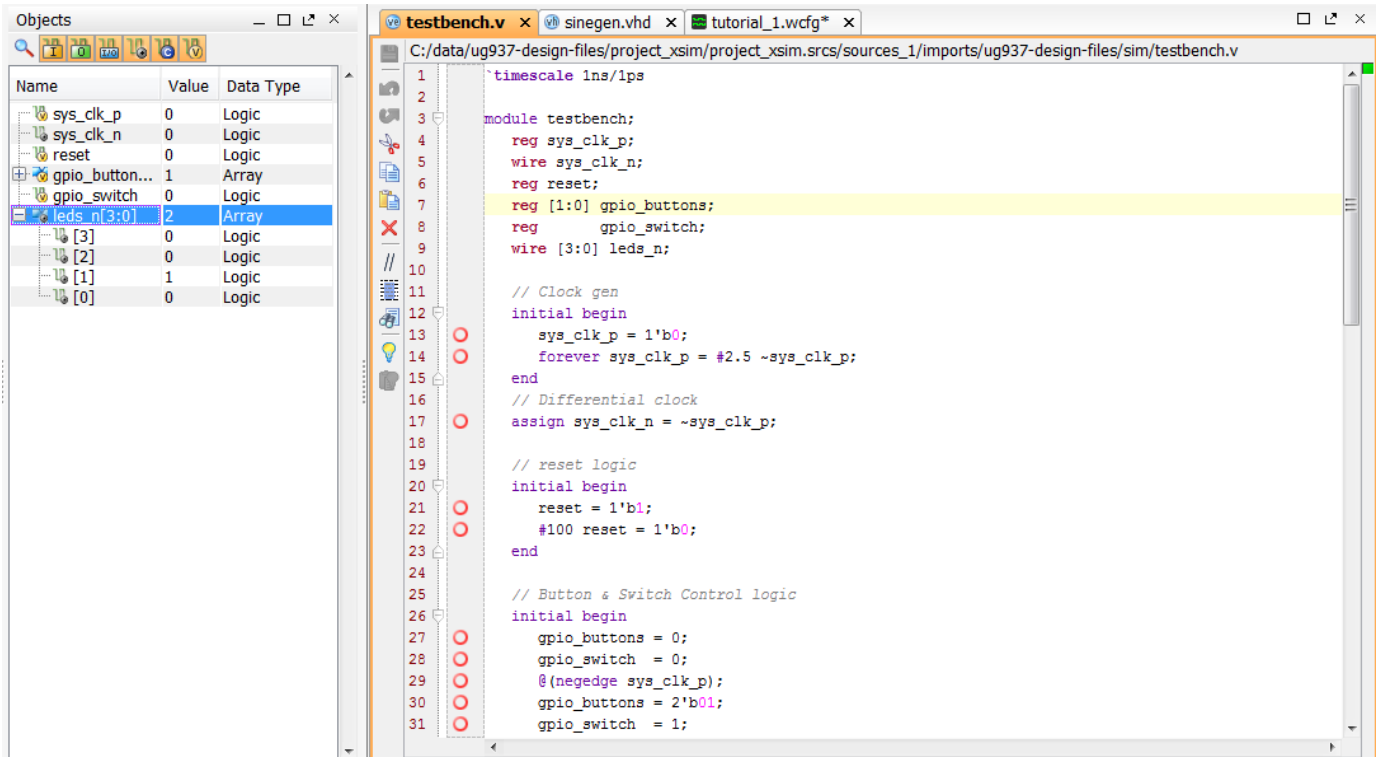 Objects
Name Value Data Type
sys_clk_p 0 Logic
sys_clk_n 0 Logic
reset 0 Logic
gpio_button... 1 Array
gpio_switch 0 Logic
leds_n[3:0] 2 Array
[3] 0 Logic
[2] 0 Logic
[1] 1 Logic
[0] 0 Logic
testbench.v sinegen.vhd tutorial_1.wcfg*
C:/data/ug937-design-files/project_xsim/project_xsim.srcs/sources_1/imports/ug937-design-files/sim/testbench.v
1 `timescale 1ns/1ps
2
3 module testbench;
4 reg sys_clk_p;
5 wire sys_clk_n;
6 reg reset;
7 reg [1:0] gpio_buttons;
8 reg gpio_switch;
9 wire [3:0] leds_n;
10
11 // Clock gen
12 initial begin
13 sys_clk_p = 1'b0;
14 forever sys_clk_p = #2.5 ~sys_clk_p;
15 end
16 // Differential clock
17 assign sys_clk_n = ~sys_clk_p;
18
19 // reset logic
20 initial begin
21 reset = 1'b1;
22 #100 reset = 1'b0;
23 end
24
25 // Button & Switch Control logic
26 initial begin
27 gpio_buttons = 0;
28 gpio_switch = 0;
29 @(negedge sys_clk_p);
30 gpio_buttons = 2'b01;
31 gpio_switch = 1;